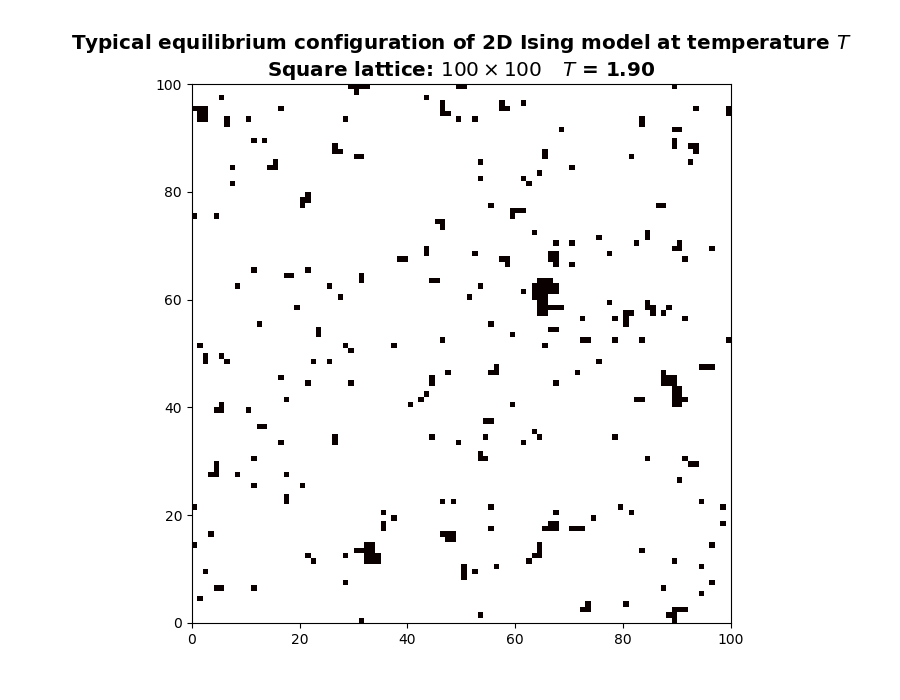 Typical equilibrium configuration of 2D Ising model at temperature T
Square lattice: 100 × 100 T = 1.90
100
80
60
40
20
0
0 20 40 60 80 100